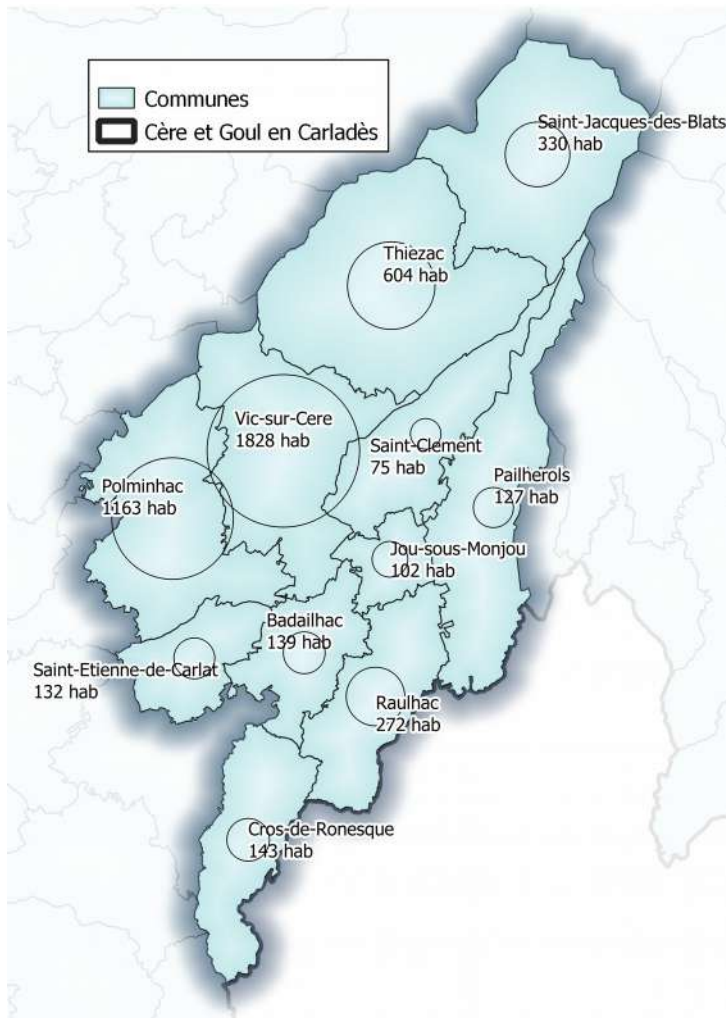 Communes
Cère et Goul en Carladès
Saint-Jacques-des-Blats
330 hab
Thiézac
604 hab
Vic-sur-Cere
1828 hab
Saint-Clement
75 hab
Pailherols
127 hab
Polminhac
1163 hab
Jou-sous-Monjou
102 hab
Badailhac
139 hab
Saint-Etienne-de-Carlat
132 hab
Raulhac
272 hab
Cros-de-Ronesque
143 hab